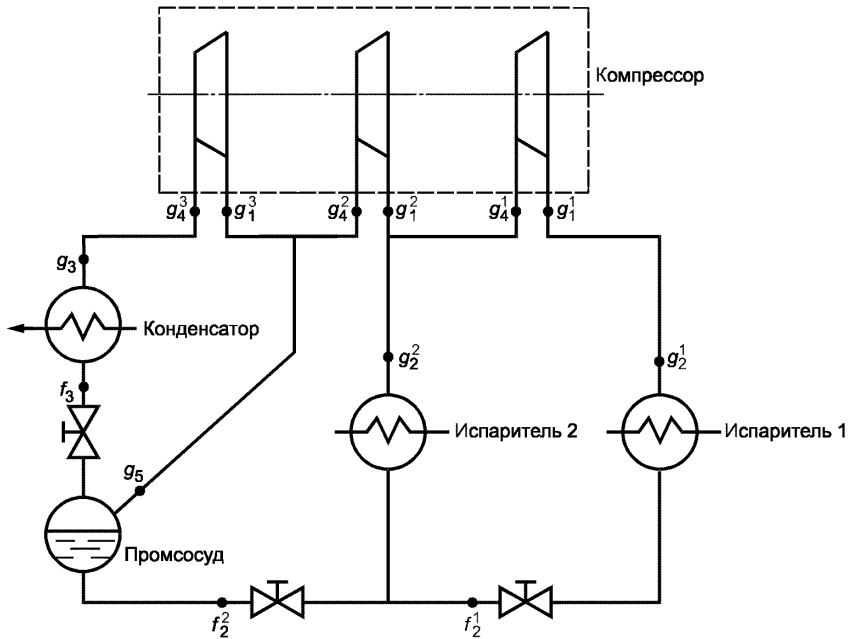 Компрессор
g₄³ g₁³ g₄² g₁² g₄¹ g₁¹
g₃
Конденсатор
g₂² g₂¹
f₃
Испаритель 2 Испаритель 1
g₅
Промсосуд
f₂² f₂¹